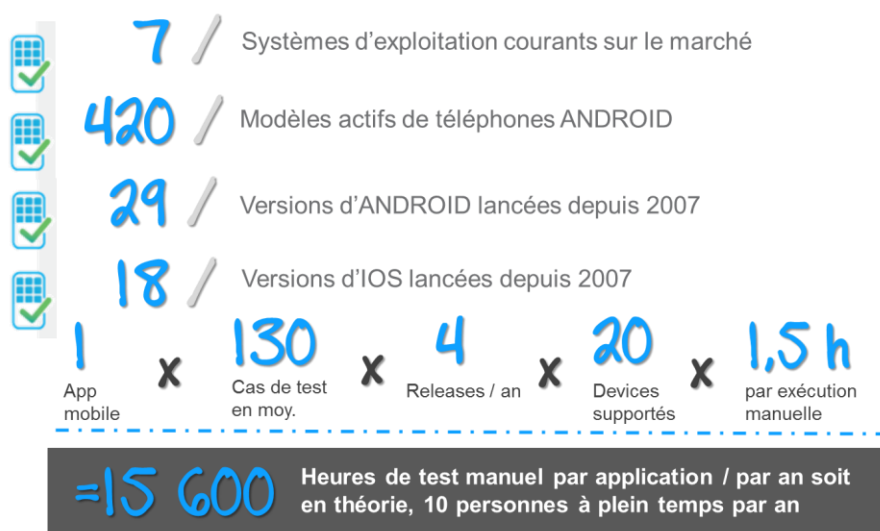 7 / Systèmes d'exploitation courants sur le marché
420 / Modèles actifs de téléphones ANDROID
29 / Versions d'ANDROID lancées depuis 2007
18 / Versions d'IOS lancées depuis 2007
1 x 130 x 4 x 20 x 1,5 h
App Cas de test Releases / an Devices par exécution
mobile en moy. supportés manuelle
=15 600 Heures de test manuel par application / par an soit
en théorie, 10 personnes à plein temps par an